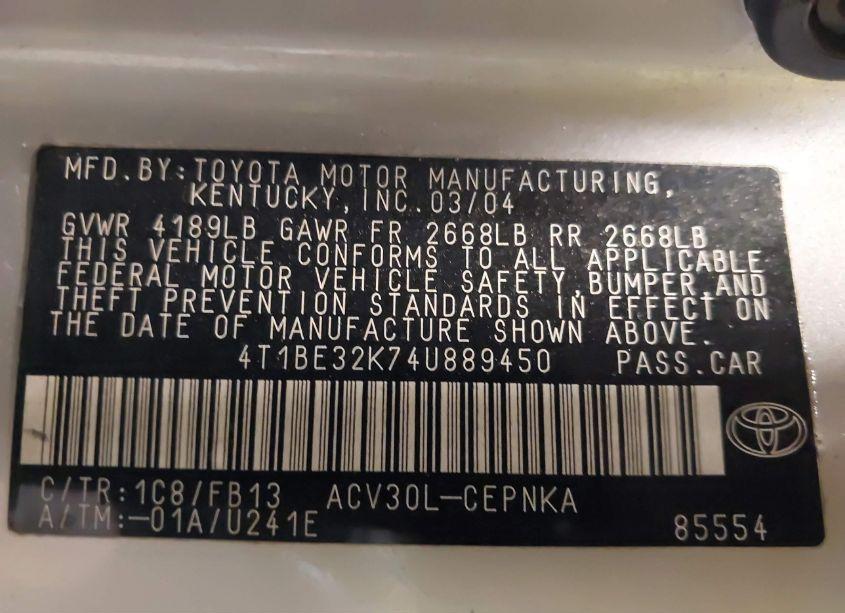 MFD.BY:TOYOTA MOTOR MANUFACTURING,
KENTUCKY, INC. 03/04
GVWR 4189LB GAWR FR 2668LB RR 2668LB
THIS VEHICLE CONFORMS TO ALL APPLICABLE
FEDERAL MOTOR VEHICLE SAFETY,BUMPER,AND
THEFT PREVENTION STANDARDS IN EFFECT ON
THE DATE OF MANUFACTURE SHOWN ABOVE.
4T1BE32K74U889450 PASS.CAR
C/TR:1C8/FB13 ACV30L-CEPNKA
A/TM:-01A/U241E 85554